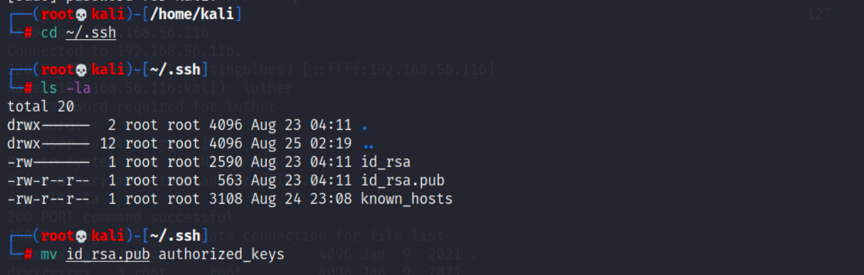 ┌──(root💀kali)-[/home/kali]
127
└─# cd ~/.ssh
┌──(root💀kali)-[~/.ssh]
└─# ls -la
total 20
drwx------  2 root root 4096 Aug 23 04:11 .
drwx------ 12 root root 4096 Aug 25 02:19 ..
-rw-------  1 root root 2590 Aug 23 04:11 id_rsa
-rw-r--r--  1 root root  563 Aug 23 04:11 id_rsa.pub
-rw-r--r--  1 root root 3108 Aug 24 23:08 known_hosts
┌──(root💀kali)-[~/.ssh]
└─# mv id_rsa.pub authorized_keys